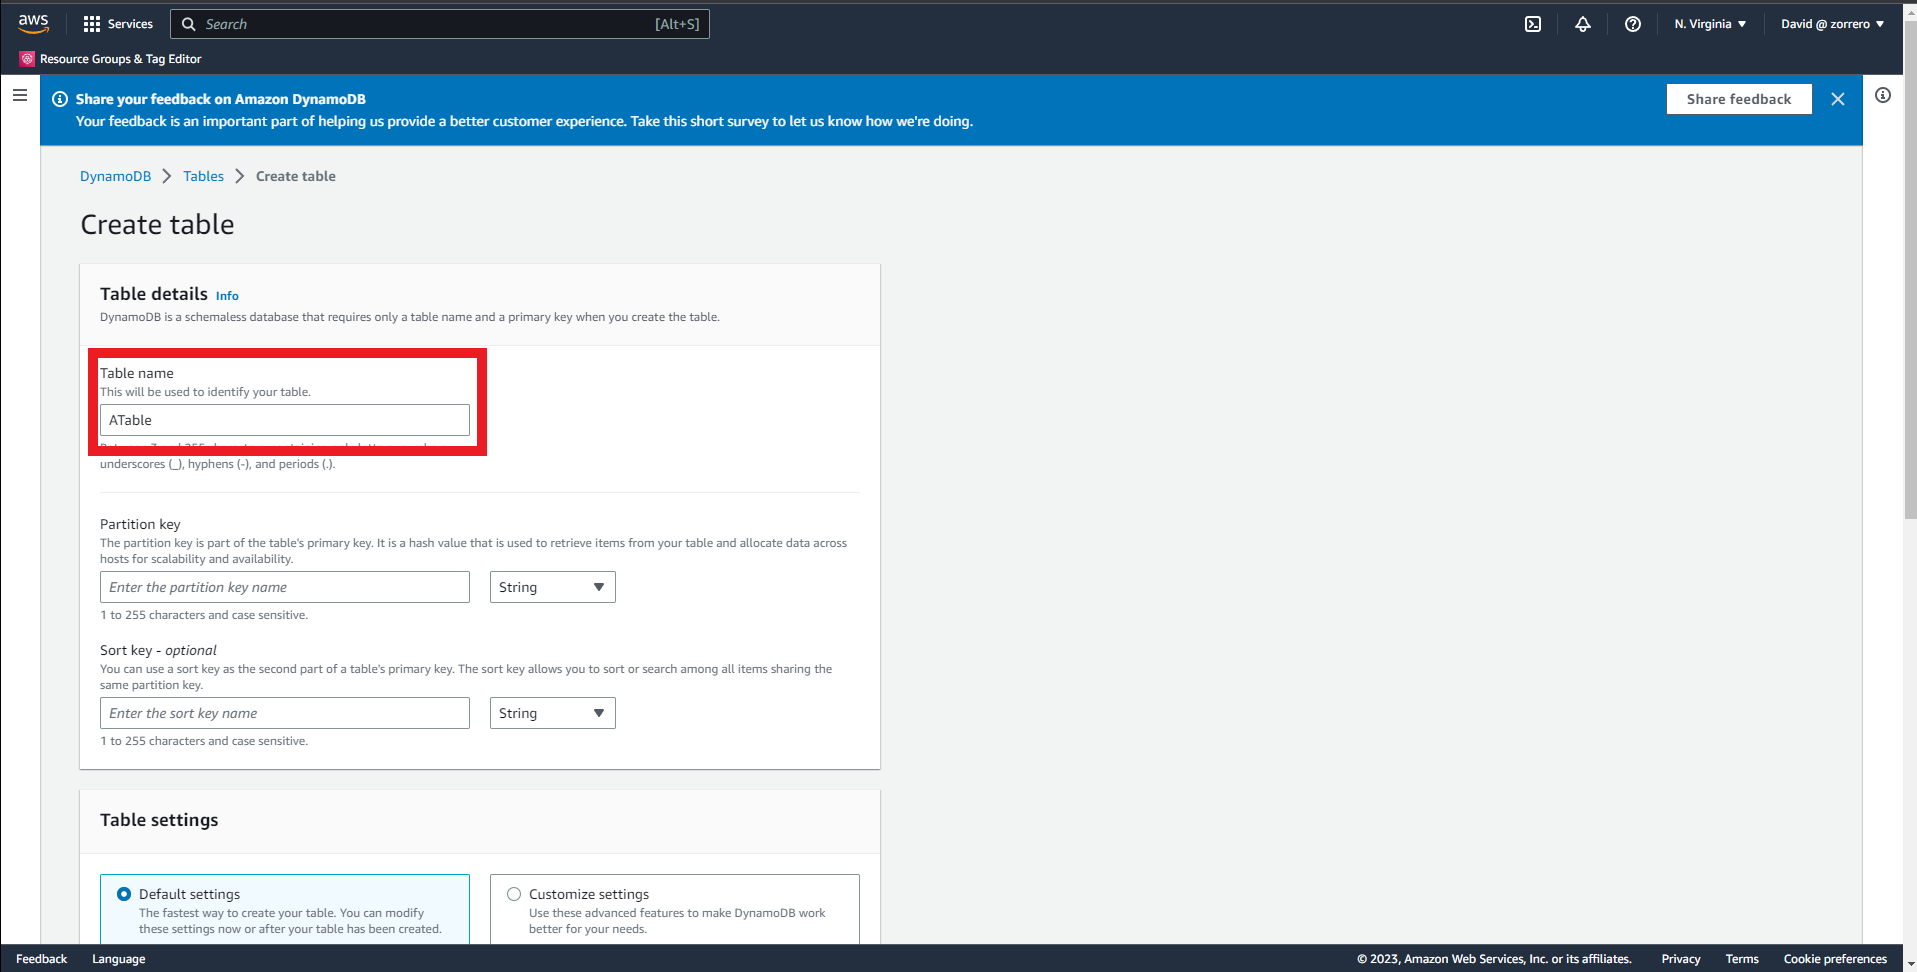 aws
Services
Search
[Alt+S]
N. Virginia
David @ zorrero
Resource Groups & Tag Editor
Share your feedback on Amazon DynamoDB
Your feedback is an important part of helping us provide a better customer experience. Take this short survey to let us know how we're doing.
Share feedback
DynamoDB
Tables
Create table
Create table
Table details Info
DynamoDB is a schemaless database that requires only a table name and a primary key when you create the table.
Table name
This will be used to identify your table.
ATable
underscores (_), hyphens (-), and periods (.).
Partition key
The partition key is part of the table's primary key. It is a hash value that is used to retrieve items from your table and allocate data across
hosts for scalability and availability.
Enter the partition key name
String
1 to 255 characters and case sensitive.
Sort key - optional
You can use a sort key as the second part of a table's primary key. The sort key allows you to sort or search among all items sharing the
same partition key.
Enter the sort key name
String
1 to 255 characters and case sensitive.
Table settings
Default settings
The fastest way to create your table. You can modify
these settings now or after your table has been created.
Customize settings
Use these advanced features to make DynamoDB work
better for your needs.
Feedback
Language
© 2023, Amazon Web Services, Inc. or its affiliates.
Privacy
Terms
Cookie preferences